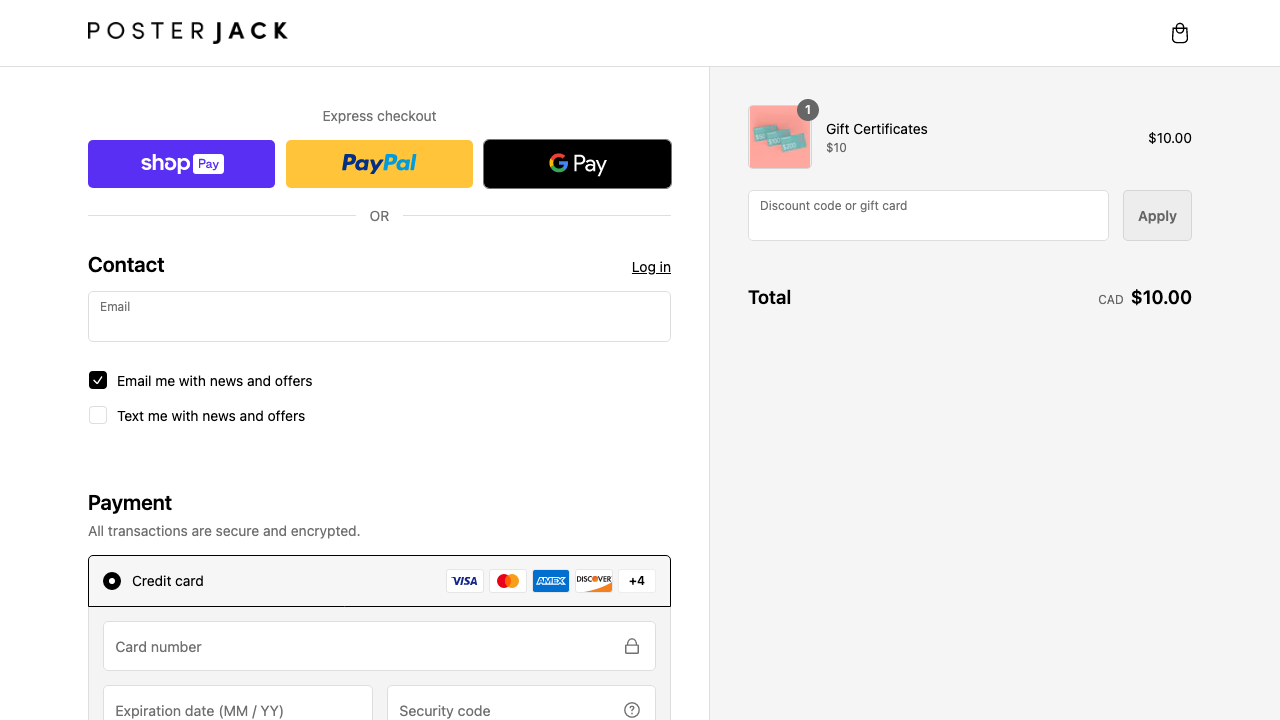 POSTERJACK
Express checkout
shop Pay
PayPal
G Pay
OR
Contact
Log in
Email
Email me with news and offers
Text me with news and offers
Payment
All transactions are secure and encrypted.
Credit card
VISA
AMEX
DISCOVER
+4
Card number
Expiration date (MM / YY)
Security code
1
Gift Certificates
$10
$10.00
Discount code or gift card
Apply
Total
CAD $10.00